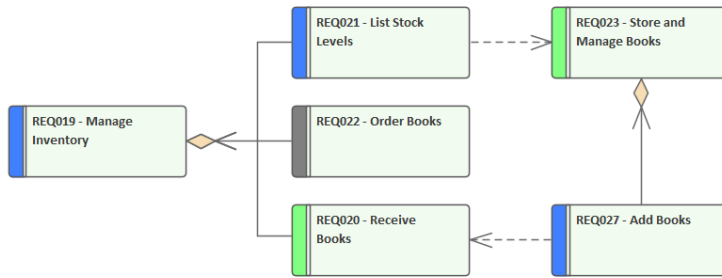 REQ021 - List Stock
Levels
REQ023 - Store and
Manage Books
REQ019 - Manage
Inventory
REQ022 - Order Books
REQ020 - Receive
Books
REQ027 - Add Books